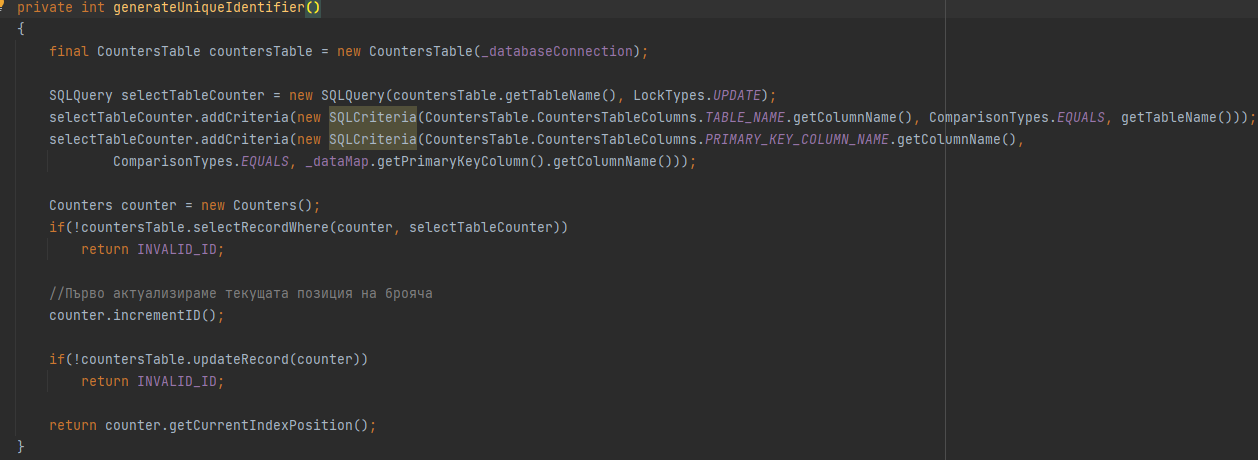 private int generateUniqueIdentifier()
{
final CountersTable countersTable = new CountersTable(_databaseConnection);
SQLQuery selectTableCounter = new SQLQuery(countersTable.getTableName(), LockTypes.UPDATE);
selectTableCounter.addCriteria(new SQLCriteria(CountersTable.CountersTableColumns.TABLE_NAME.getColumnName(), ComparisonTypes.EQUALS, getTableName()));
selectTableCounter.addCriteria(new SQLCriteria(CountersTable.CountersTableColumns.PRIMARY_KEY_COLUMN_NAME.getColumnName(),
ComparisonTypes.EQUALS, _dataMap.getPrimaryKeyColumn().getColumnName()));
Counters counter = new Counters();
if(!countersTable.selectRecordWhere(counter, selectTableCounter))
return INVALID_ID;
//Първо актуализираме текущата позиция на брояча
counter.incrementID();
if(!countersTable.updateRecord(counter))
return INVALID_ID;
return counter.getCurrentIndexPosition();
}